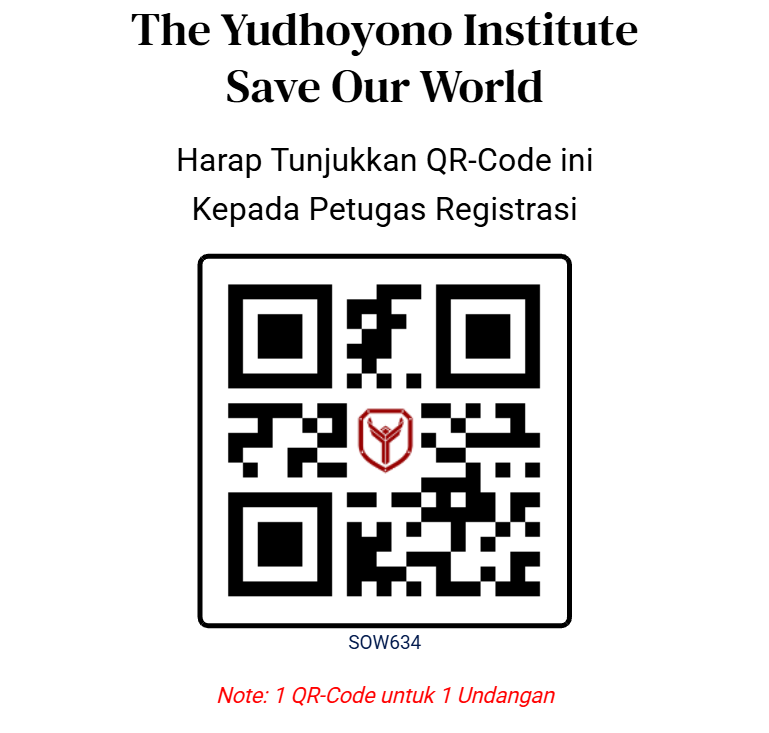 The Yudhoyono Institute
Save Our World
Harap Tunjukkan QR-Code ini
Kepada Petugas Registrasi
SOW634
Note: 1 QR-Code untuk 1 Undangan